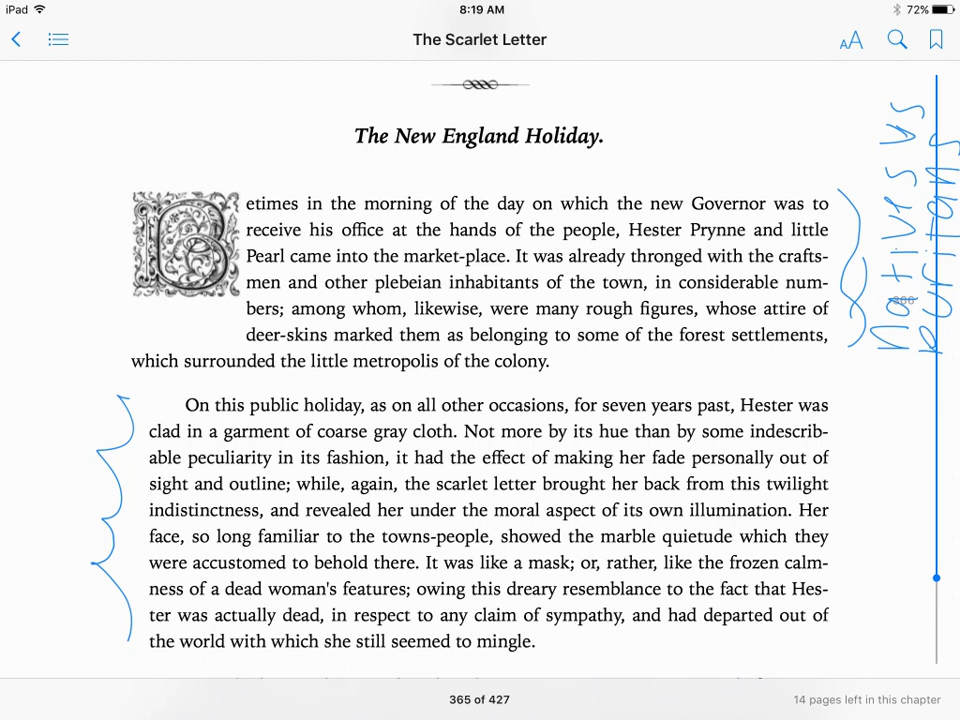 iPad 8:19 AM 72%
The Scarlet Letter
AA
The New England Holiday.
Betimes in the morning of the day on which the new Governor was to
receive his office at the hands of the people, Hester Prynne and little
Pearl came into the market-place. It was already thronged with the crafts-
men and other plebeian inhabitants of the town, in considerable num-
bers; among whom, likewise, were many rough figures, whose attire of
deer-skins marked them as belonging to some of the forest settlements,
which surrounded the little metropolis of the colony.
On this public holiday, as on all other occasions, for seven years past, Hester was
clad in a garment of coarse gray cloth. Not more by its hue than by some indescrib-
able peculiarity in its fashion, it had the effect of making her fade personally out of
sight and outline; while, again, the scarlet letter brought her back from this twilight
indistinctness, and revealed her under the moral aspect of its own illumination. Her
face, so long familiar to the towns-people, showed the marble quietude which they
were accustomed to behold there. It was like a mask; or, rather, like the frozen calm-
ness of a dead woman's features; owing this dreary resemblance to the fact that Hes-
ter was actually dead, in respect to any claim of sympathy, and had departed out of
the world with which she still seemed to mingle.
Natives vs
puritans
366
365 of 427
14 pages left in this chapter